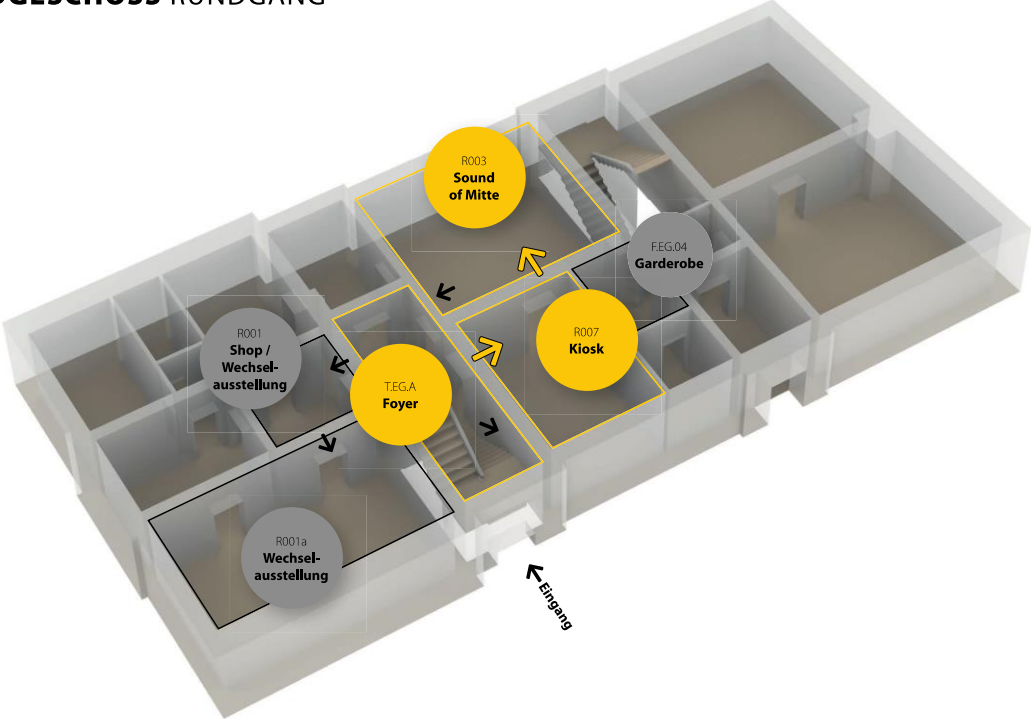 RUNDGANG
R003
Sound
of Mitte
F.EG.04
Garderobe
R001
Shop /
Wechsel-
ausstellung
R007
Kiosk
T.EG.A
Foyer
R001a
Wechsel-
ausstellung
Eingang